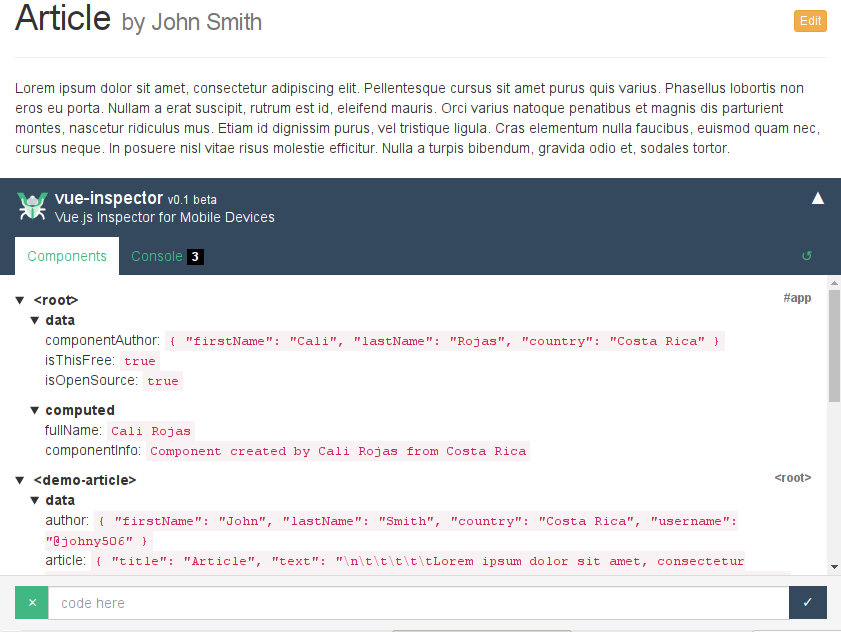 Article by John Smith
Edit
Lorem ipsum dolor sit amet, consectetur adipiscing elit. Pellentesque cursus sit amet purus quis varius. Phasellus lobortis non
eros eu porta. Nullam a erat suscipit, rutrum est id, eleifend mauris. Orci varius natoque penatibus et magnis dis parturient
montes, nascetur ridiculus mus. Etiam id dignissim purus, vel tristique ligula. Cras elementum nulla faucibus, euismod quam nec,
cursus neque. In posuere nisl vitae risus molestie efficitur. Nulla a turpis bibendum, gravida odio et, sodales tortor.
vue-inspector v0.1 beta
Vue.js Inspector for Mobile Devices
Components Console 3
<root> #app
data
componentAuthor: { "firstName": "Cali", "lastName": "Rojas", "country": "Costa Rica" }
isThisFree: true
isOpenSource: true
computed
fullName: Cali Rojas
componentInfo: Component created by Cali Rojas from Costa Rica
<demo-article> <root>
data
author: { "firstName": "John", "lastName": "Smith", "country": "Costa Rica", "username":
"@johny506" }
article: { "title": "Article", "text": "\n\t\t\t\t\tLorem ipsum dolor sit amet, consectetur
code here